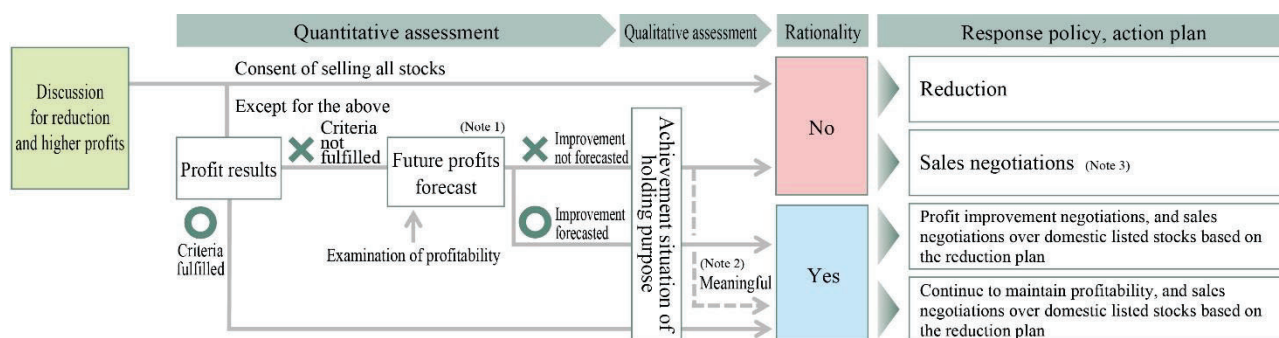 Quantitative assessment
Qualitative assessment
Rationality
Response policy, action plan
Discussion
for reduction
and higher profits
Consent of selling all stocks
Except for the above
Profit results
Criteria
not
fulfilled
(Note 1)
Future profits
forecast
Examination of profitability
Improvement
not forecasted
Improvement
forecasted
Criteria
fulfilled
Achievement situation of
holding purpose
(Note 2)
Meaningful
No
Yes
Reduction
Sales negotiations (Note 3)
Profit improvement negotiations, and sales
negotiations over domestic listed stocks based on
the reduction plan
Continue to maintain profitability, and sales
negotiations over domestic listed stocks based on
the reduction plan